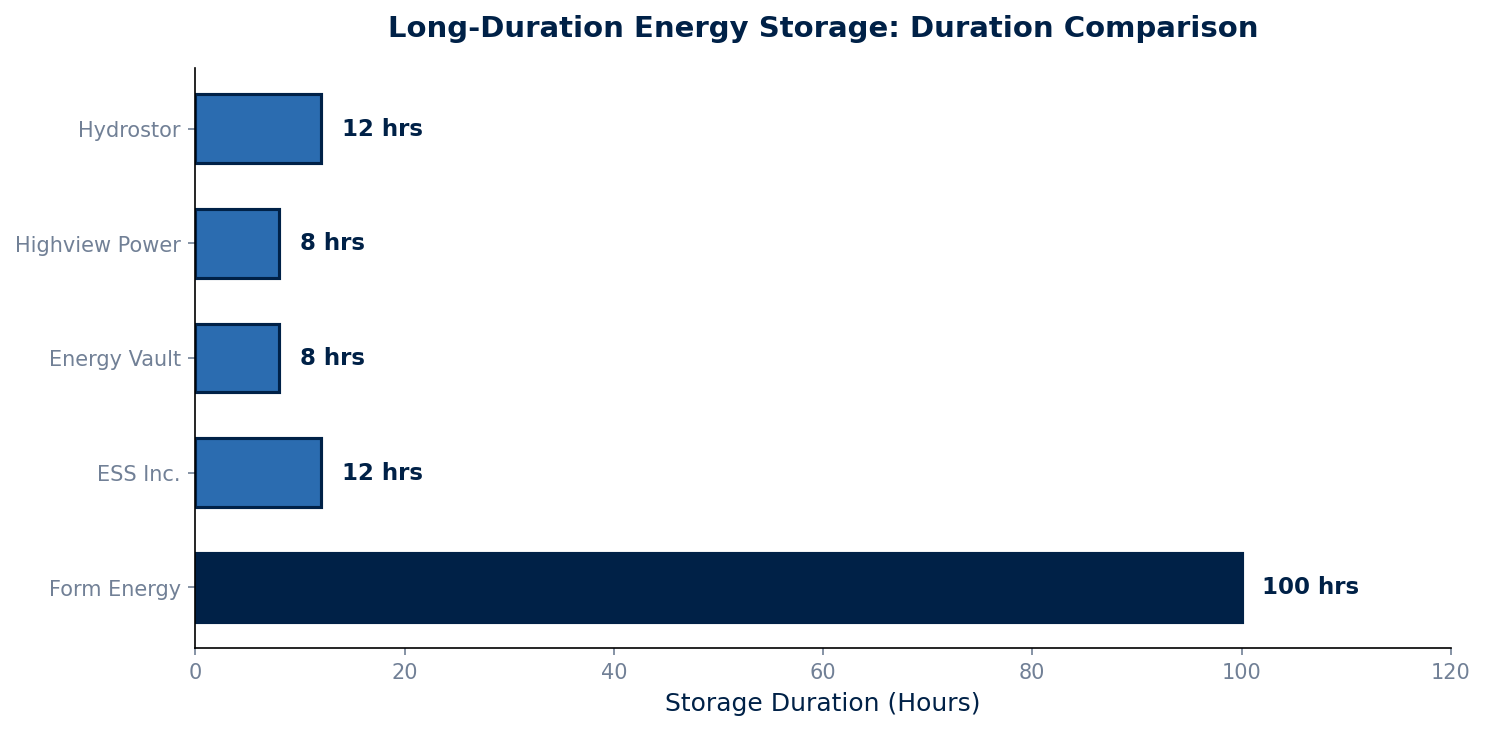 Long-Duration Energy Storage: Duration Comparison
Hydrostor
12 hrs
Highview Power
8 hrs
Energy Vault
8 hrs
ESS Inc.
12 hrs
Form Energy
100 hrs
0 20 40 60 80 100 120
Storage Duration (Hours)